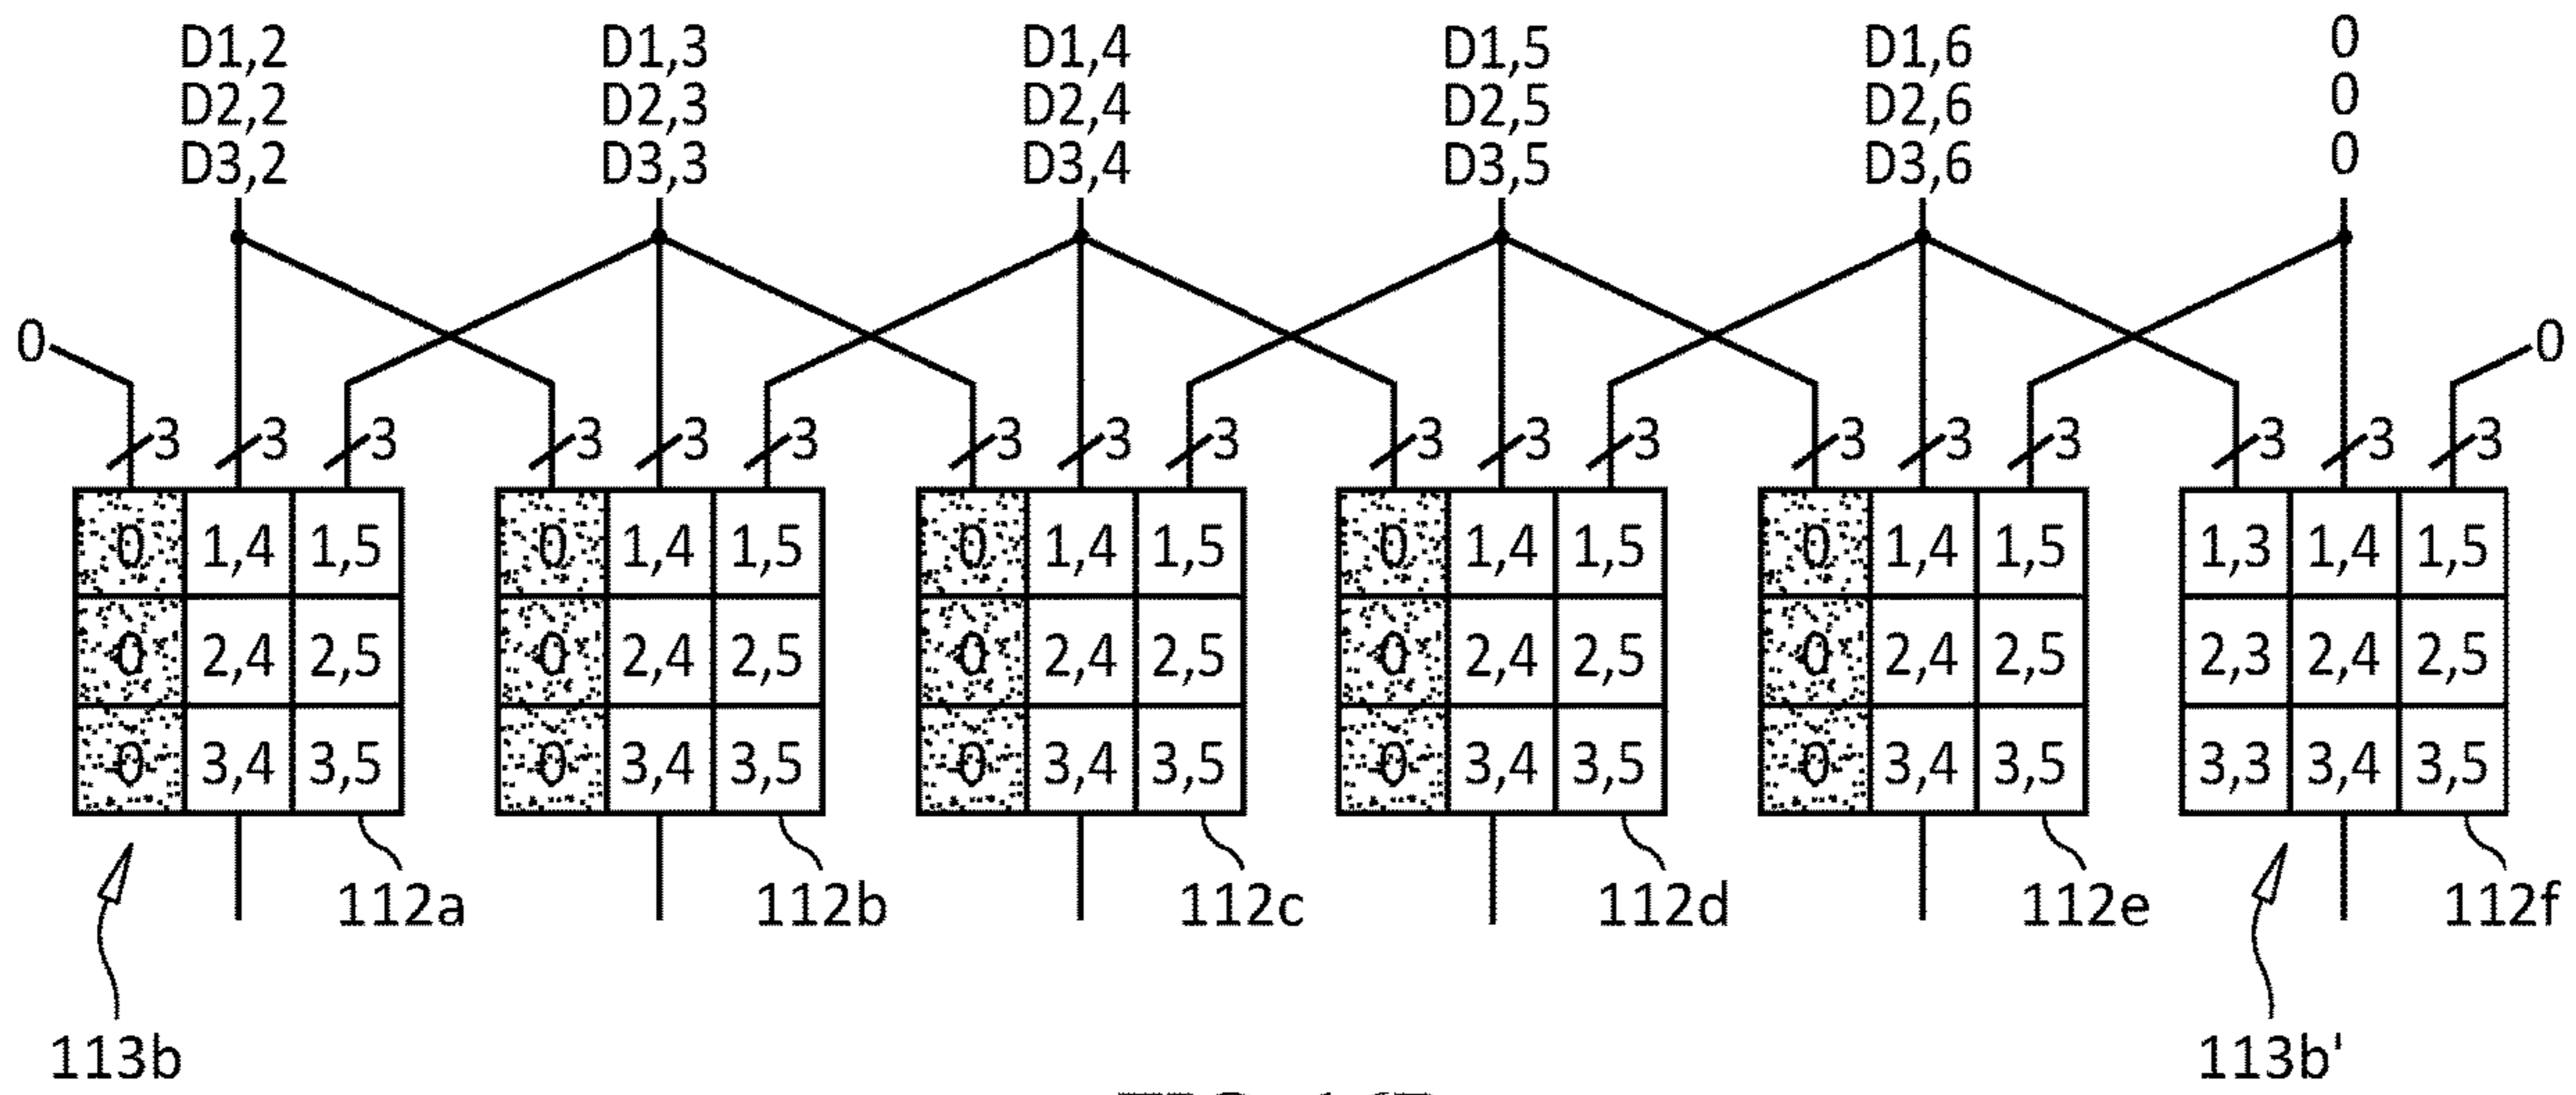 D1,2 D1,3 D1,4 D1,5 D1,6 0
D2,2 D2,3 D2,4 D2,5 D2,6 0
D3,2 D3,3 D3,4 D3,5 D3,6 0
0 0
3 3 3 3 3 3 3 3 3 3 3 3 3 3 3 3 3 3
0 1,4 1,5 0 1,4 1,5 0 1,4 1,5 0 1,4 1,5 0 1,4 1,5 1,3 1,4 1,5
0 2,4 2,5 0 2,4 2,5 0 2,4 2,5 0 2,4 2,5 0 2,4 2,5 2,3 2,4 2,5
0 3,4 3,5 0 3,4 3,5 0 3,4 3,5 0 3,4 3,5 0 3,4 3,5 3,3 3,4 3,5
112a 112b 112c 112d 112e 112f
113b 113b'